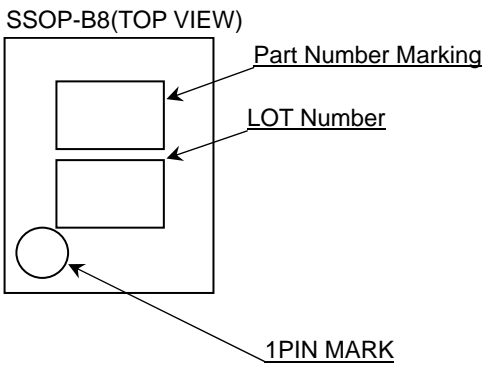 SSOP-B8(TOP VIEW)
Part Number Marking
LOT Number
1PIN MARK